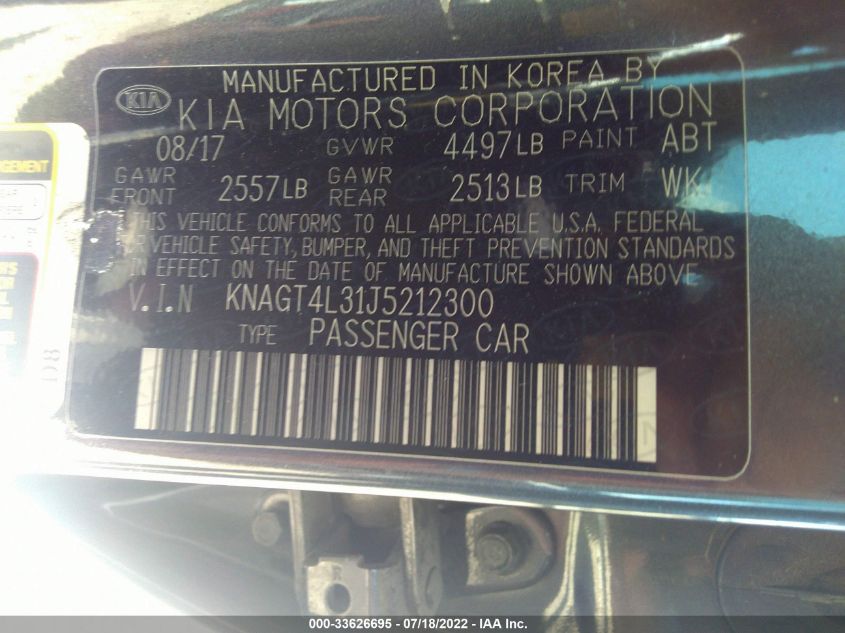 MANUFACTURED IN KOREA BY
KIA KIA MOTORS CORPORATION
08/17 GVWR 4497LB PAINT ABT
GAWR FRONT 2557LB GAWR REAR 2513LB TRIM WK
THIS VEHICLE CONFORMS TO ALL APPLICABLE U.S.A. FEDERAL
VEHICLE SAFETY, BUMPER, AND THEFT PREVENTION STANDARDS
IN EFFECT ON THE DATE OF MANUFACTURE SHOWN ABOVE
V.I.N KNAGT4L31J5212300
TYPE PASSENGER CAR
000-33626695 - 07/18/2022 - IAA Inc.